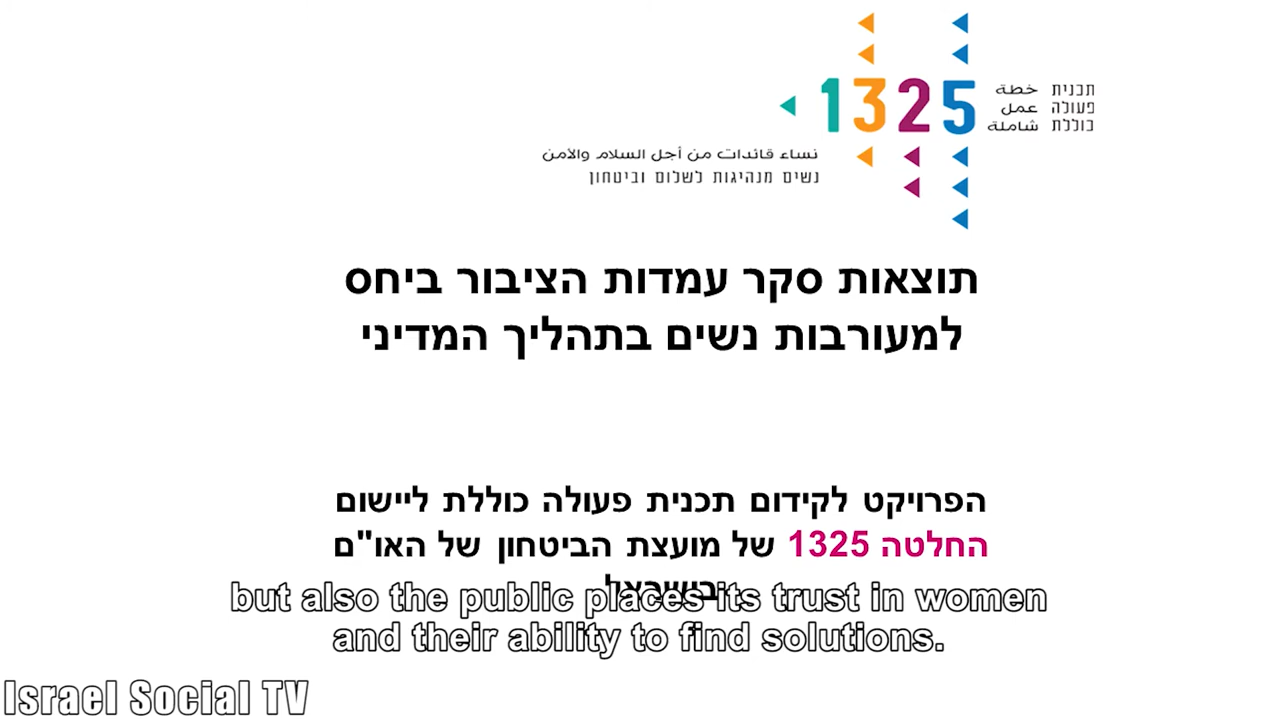 1325
תכנית
פעולה
כוללת
خطة
عمل
شاملة
نساء قائدات من أجل السلام والأمن
נשים מנהיגות לשלום וביטחון
תוצאות סקר עמדות הציבור ביחס
למעורבות נשים בתהליך המדיני
הפרויקט לקידום תכנית פעולה כוללת ליישום
החלטה 1325 של מועצת הביטחון של האו"ם
בישראל
but also the public places its trust in women
and their ability to find solutions.
Israel Social TV